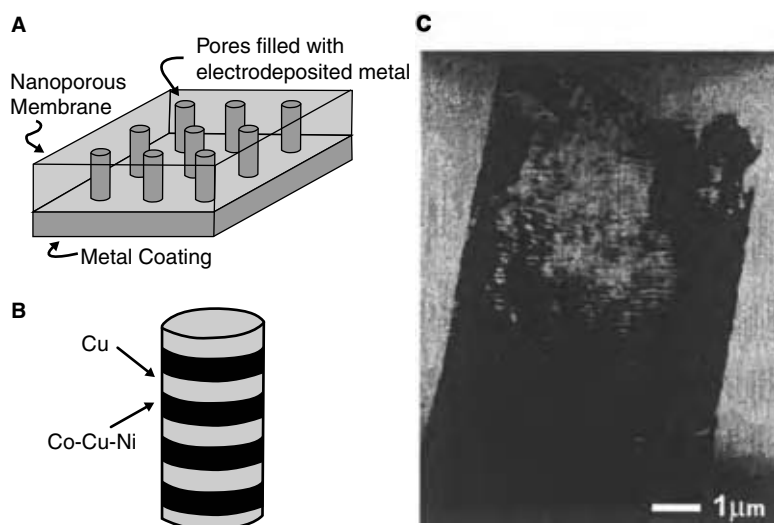 A
Pores filled with
electrodeposited metal
Nanoporous
Membrane
Metal Coating
B
Cu
Co-Cu-Ni
C
1μm